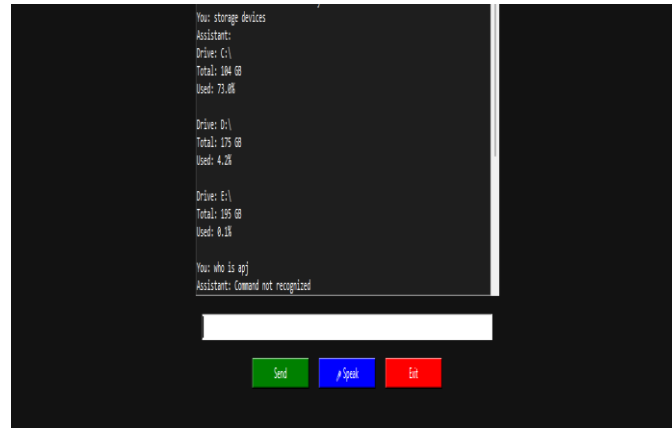 You: storage devices
Assistant:
Drive: C:\
Total: 104 GB
Used: 73.0%
Drive: D:\
Total: 175 GB
Used: 4.2%
Drive: E:\
Total: 195 GB
Used: 0.1%
You: who is apj
Assistant: Command not recognized
Send
Speak
Exit